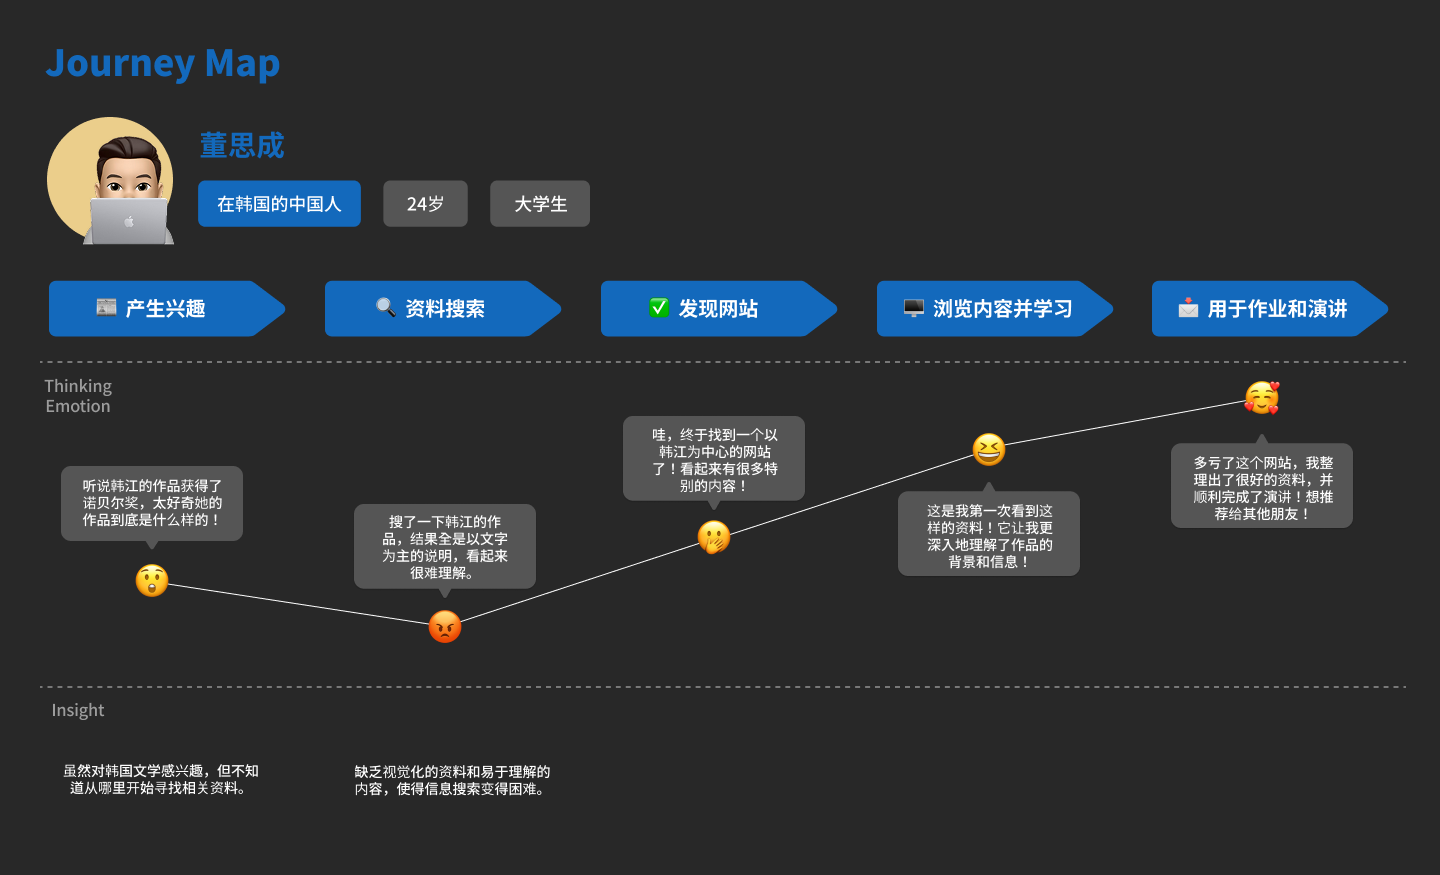 Journey Map
董思成
在韩国的中国人
24岁
大学生
产生兴趣
资料搜索
发现网站
浏览内容并学习
用于作业和演讲
Thinking
Emotion
听说韩江的作品获得了
诺贝尔奖，太好奇她的
作品到底是什么样的！
搜了一下韩江的作
品，结果全是以文字
为主的说明，看起来
很难理解。
哇，终于找到一个以
韩江为中心的网站
了！看起来有很多特
别的内容！
这是我第一次看到这
样的资料！它让我更
深入地理解了作品的
背景和信息！
多亏了这个网站，我整
理出了很好的资料，并
顺利完成了演讲！想推
荐给其他朋友！
Insight
虽然对韩国文学感兴趣，但不知
道从哪里开始寻找相关资料。
缺乏视觉化的资料和易于理解的
内容，使得信息搜索变得困难。